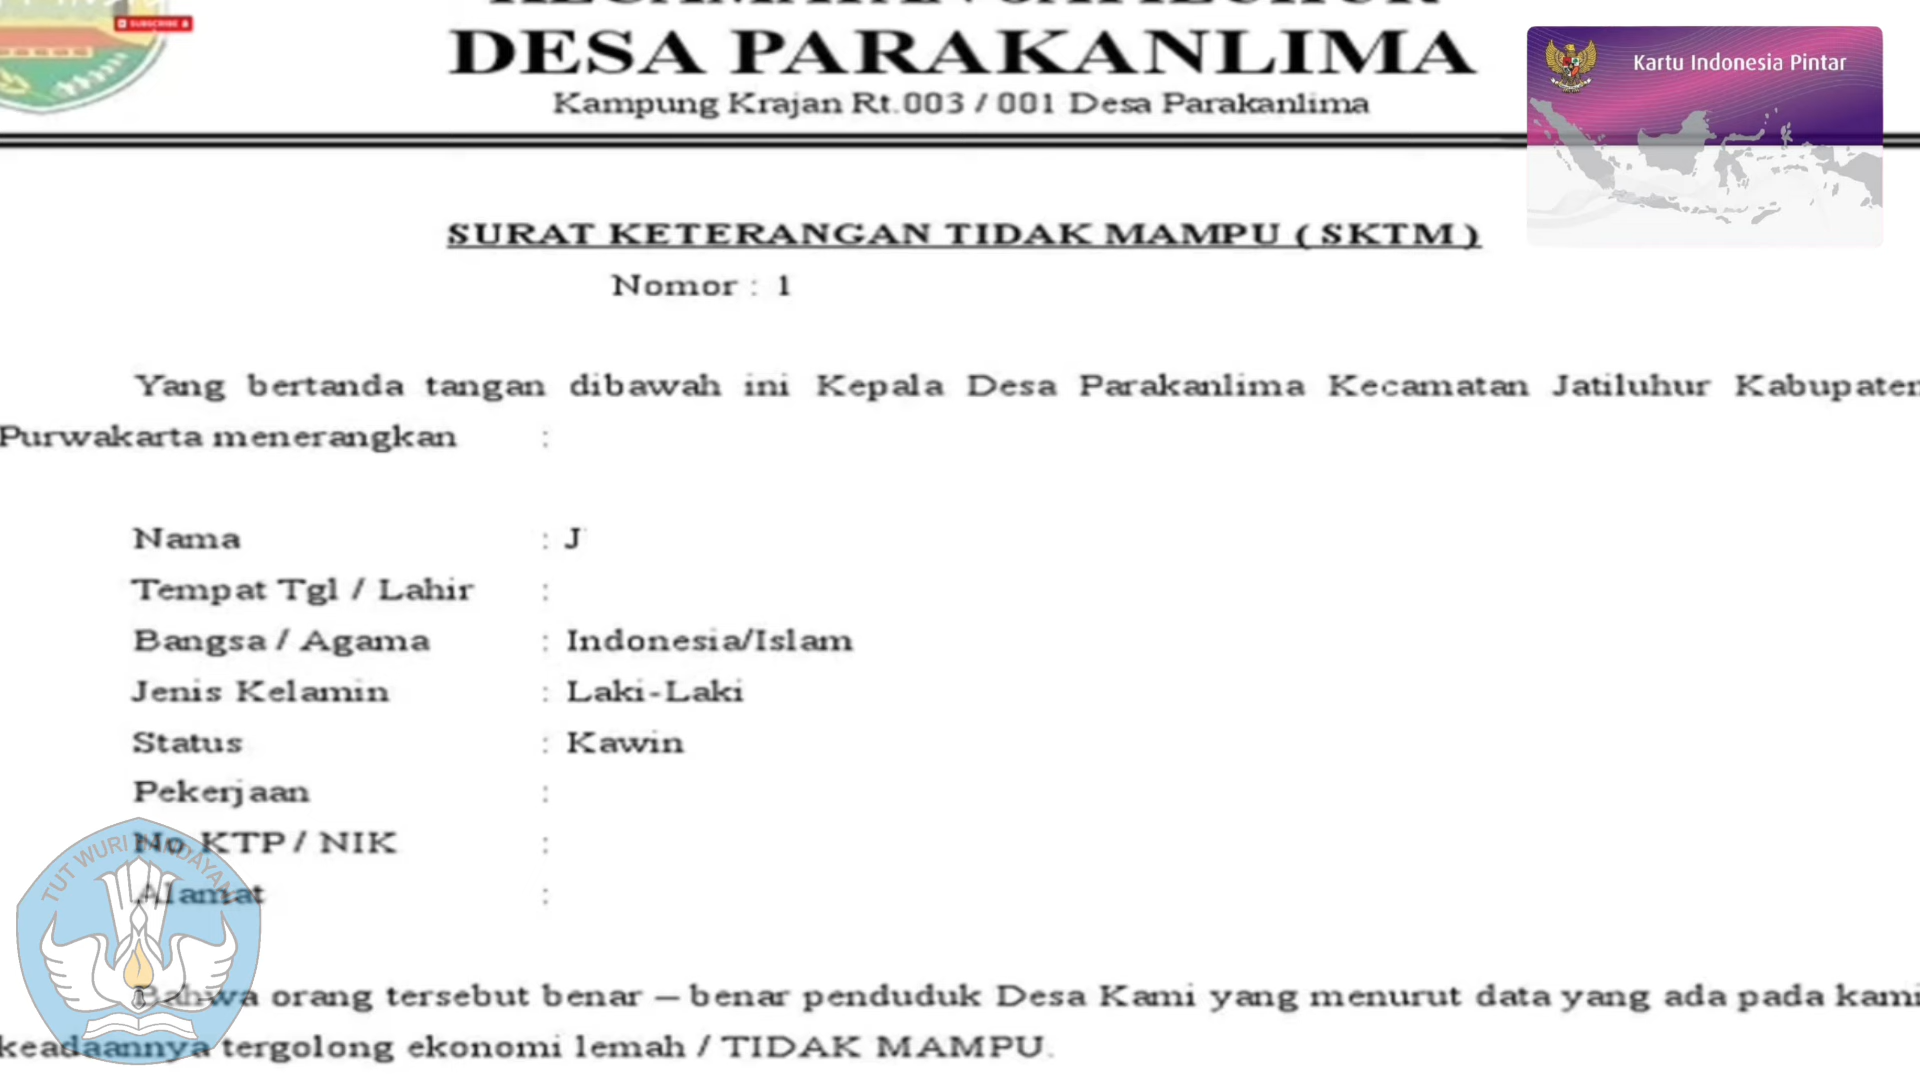 SUBSCRIBE
KECAMATAN JATILUHUR
DESA PARAKANLIMA
Kampung Krajan Rt.003 / 001 Desa Parakanlima
Kartu Indonesia Pintar
SURAT KETERANGAN TIDAK MAMPU ( SKTM )
Nomor : 1
Yang bertanda tangan dibawah ini Kepala Desa Parakanlima Kecamatan Jatiluhur Kabupaten
Purwakarta menerangkan :
Nama : J
Tempat Tgl / Lahir :
Bangsa / Agama : Indonesia/Islam
Jenis Kelamin : Laki-Laki
Status : Kawin
Pekerjaan :
No KTP / NIK :
Alamat :
TUT WURI HANDAYANI
Bahwa orang tersebut benar – benar penduduk Desa Kami yang menurut data yang ada pada kami
keadaannya tergolong ekonomi lemah / TIDAK MAMPU.